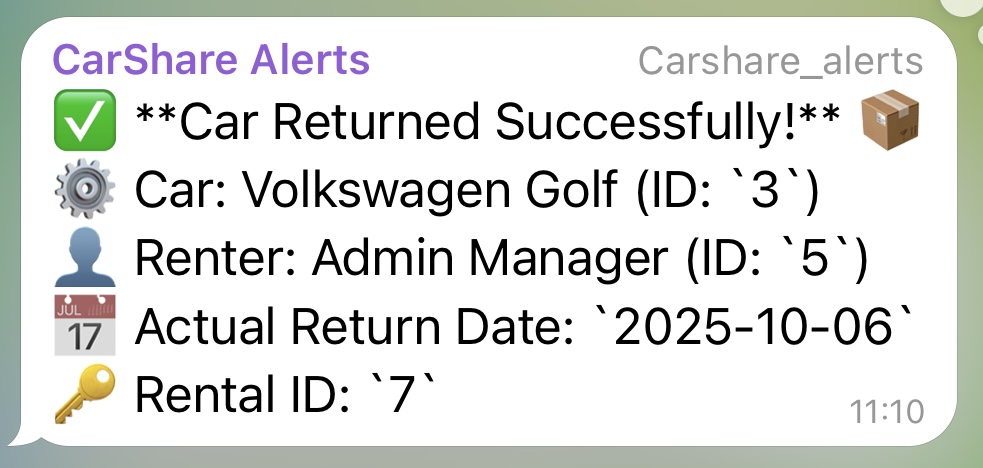 CarShare Alerts Carshare_alerts
✅ **Car Returned Successfully!** 📦
⚙️ Car: Volkswagen Golf (ID: `3`)
👤 Renter: Admin Manager (ID: `5`)
📅 Actual Return Date: `2025-10-06`
🔑 Rental ID: `7`
11:10